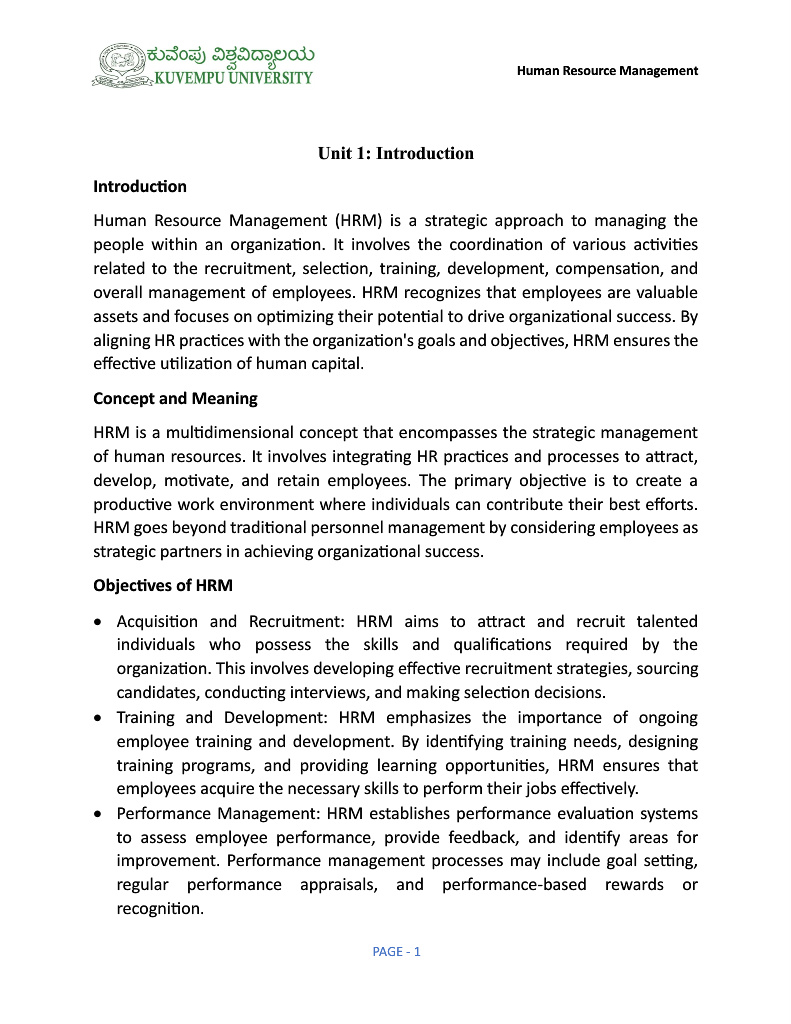 ಕುವೆಂಪು ವಿಶ್ವವಿದ್ಯಾಲಯ
KUVEMPU UNIVERSITY
Human Resource Management
Unit 1: Introduction
Introduction
Human Resource Management (HRM) is a strategic approach to managing the
people within an organization. It involves the coordination of various activities
related to the recruitment, selection, training, development, compensation, and
overall management of employees. HRM recognizes that employees are valuable
assets and focuses on optimizing their potential to drive organizational success. By
aligning HR practices with the organization's goals and objectives, HRM ensures the
effective utilization of human capital.
Concept and Meaning
HRM is a multidimensional concept that encompasses the strategic management
of human resources. It involves integrating HR practices and processes to attract,
develop, motivate, and retain employees. The primary objective is to create a
productive work environment where individuals can contribute their best efforts.
HRM goes beyond traditional personnel management by considering employees as
strategic partners in achieving organizational success.
Objectives of HRM
• Acquisition and Recruitment: HRM aims to attract and recruit talented
individuals who possess the skills and qualifications required by the
organization. This involves developing effective recruitment strategies, sourcing
candidates, conducting interviews, and making selection decisions.
• Training and Development: HRM emphasizes the importance of ongoing
employee training and development. By identifying training needs, designing
training programs, and providing learning opportunities, HRM ensures that
employees acquire the necessary skills to perform their jobs effectively.
• Performance Management: HRM establishes performance evaluation systems
to assess employee performance, provide feedback, and identify areas for
improvement. Performance management processes may include goal setting,
regular performance appraisals, and performance-based rewards or
recognition.
PAGE - 1